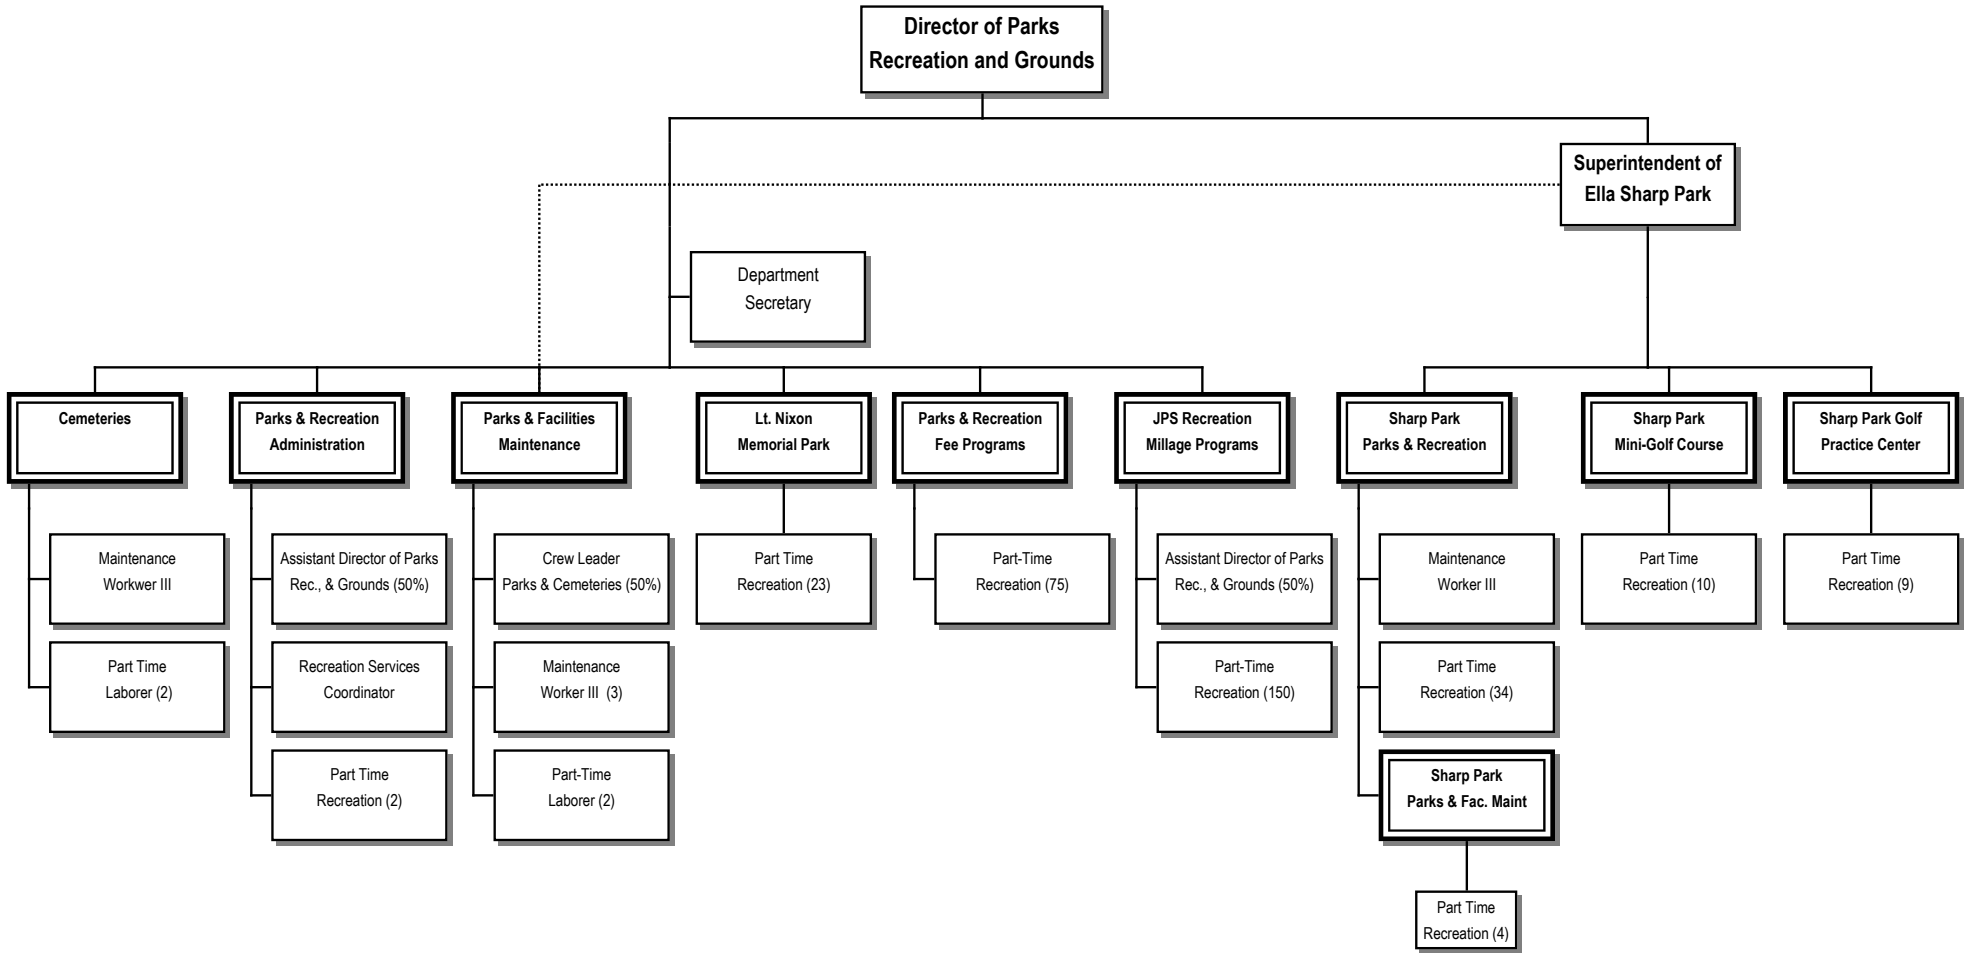 Director of Parks
Recreation and Grounds
Superintendent of
Ella Sharp Park
Department
Secretary
Cemeteries
Parks & Recreation
Administration
Parks & Facilities
Maintenance
Lt. Nixon
Memorial Park
Parks & Recreation
Fee Programs
JPS Recreation
Millage Programs
Sharp Park
Parks & Recreation
Sharp Park
Mini-Golf Course
Sharp Park Golf
Practice Center
Maintenance
Workwer III
Assistant Director of Parks
Rec., & Grounds (50%)
Crew Leader
Parks & Cemeteries (50%)
Part Time
Recreation (23)
Part-Time
Recreation (75)
Assistant Director of Parks
Rec., & Grounds (50%)
Maintenance
Worker III
Part Time
Recreation (10)
Part Time
Recreation (9)
Part Time
Laborer (2)
Recreation Services
Coordinator
Maintenance
Worker III (3)
Part-Time
Recreation (150)
Part Time
Recreation (34)
Part Time
Recreation (2)
Part-Time
Laborer (2)
Sharp Park
Parks & Fac. Maint
Part Time
Recreation (4)